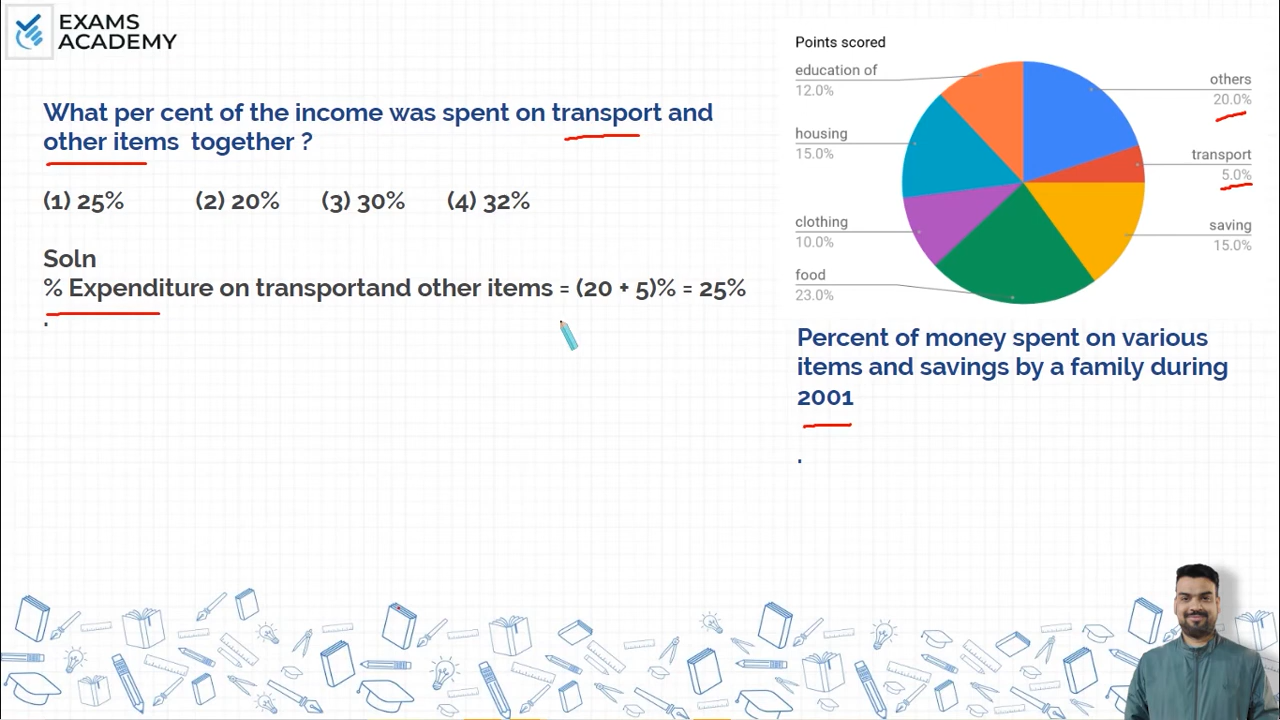 EXAMS
ACADEMY
What per cent of the income was spent on transport and
other items together ?
(1) 25% (2) 20% (3) 30% (4) 32%
Soln
% Expenditure on transportand other items = (20 + 5)% = 25%
.
Points scored
education of
12.0%
housing
15.0%
clothing
10.0%
food
23.0%
others
20.0%
transport
5.0%
saving
15.0%
Percent of money spent on various
items and savings by a family during
2001
.